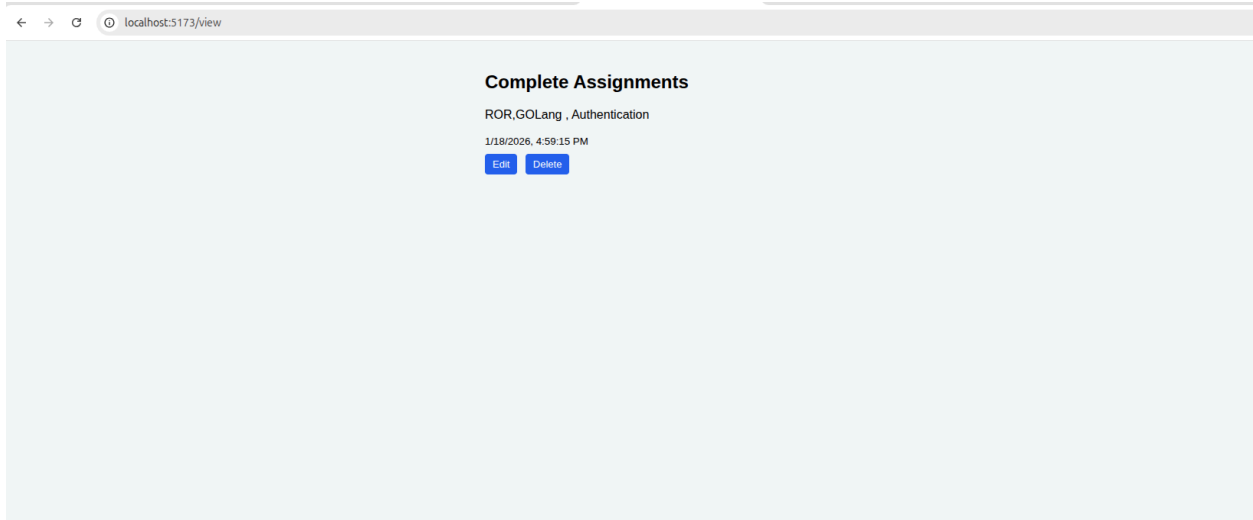 localhost:5173/view
Complete Assignments
ROR,GOLang , Authentication
1/18/2026, 4:59:15 PM
Edit Delete